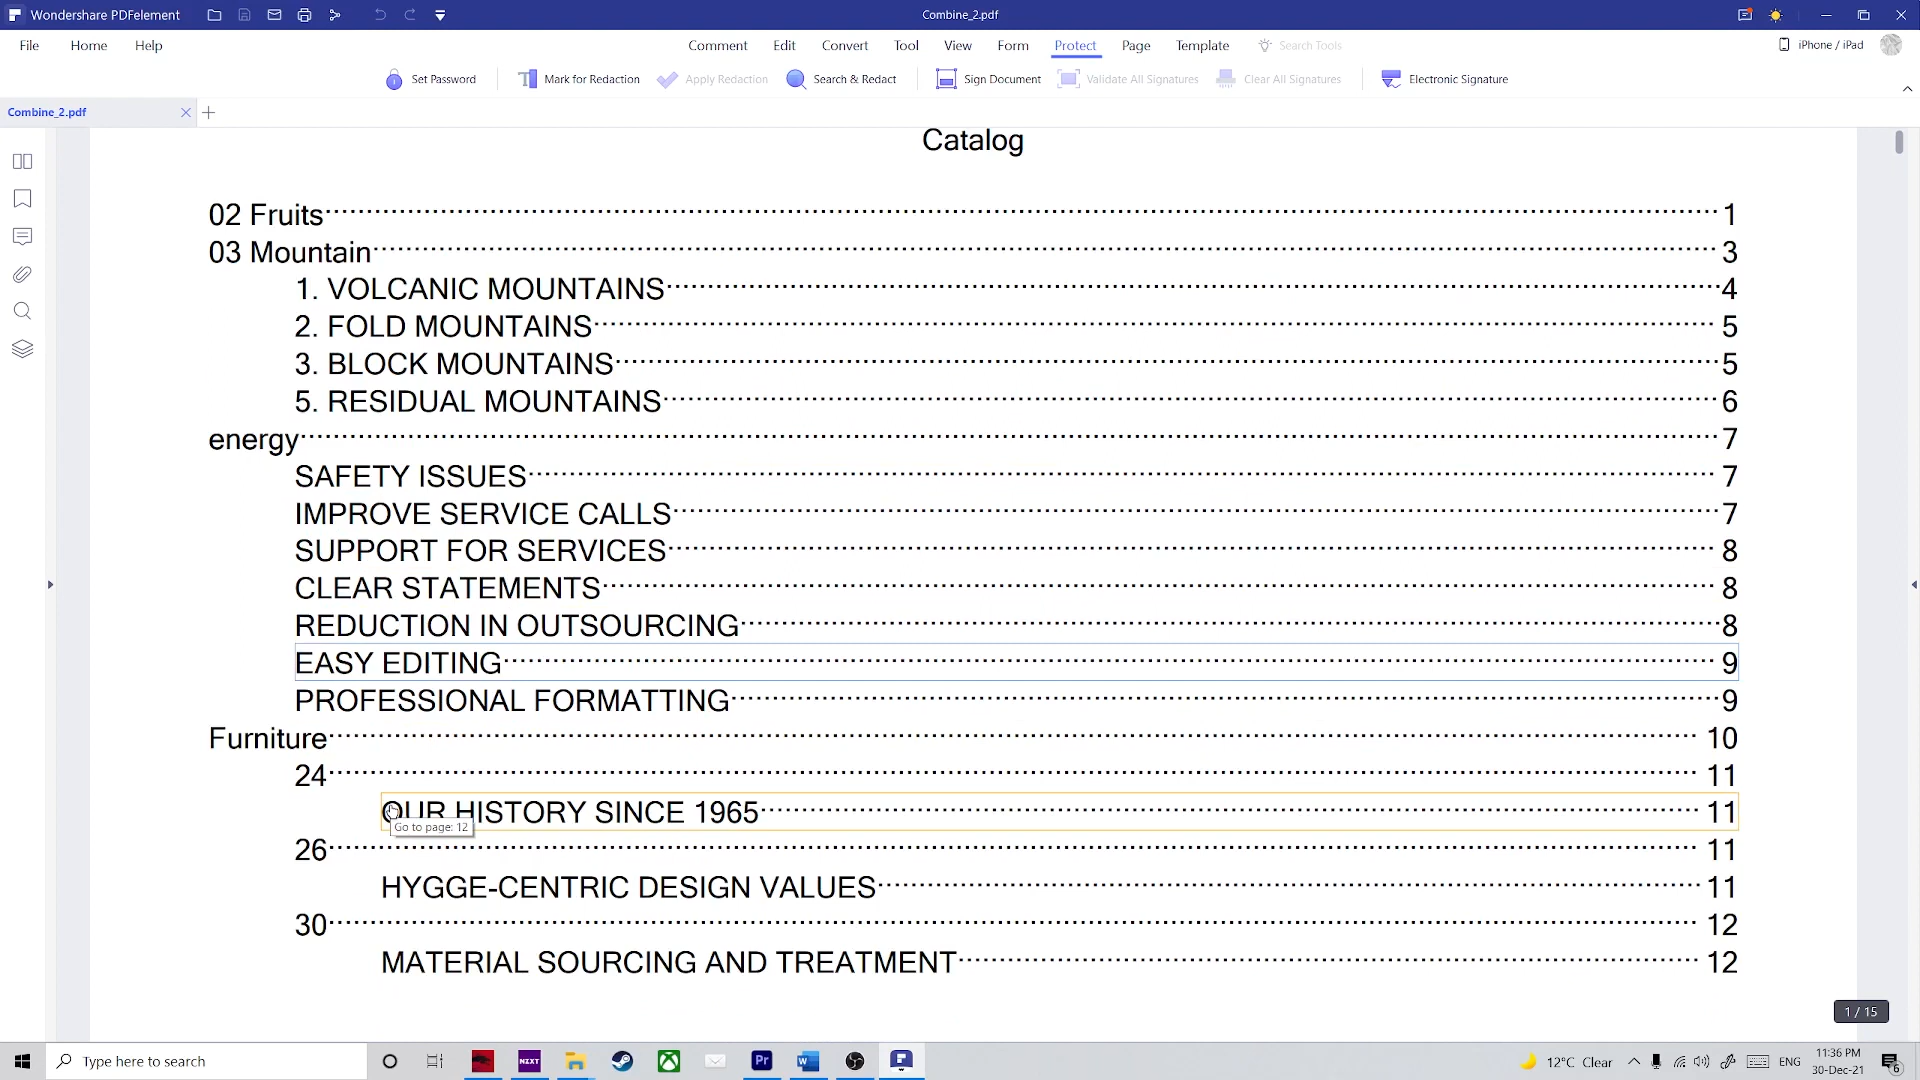 Wondershare PDFelement
Combine_2.pdf
File Home Help
Comment Edit Convert Tool View Form Protect Page Template Search Tools
iPhone / iPad
Set Password Mark for Redaction Apply Redaction Search & Redact Sign Document Validate All Signatures Clear All Signatures Electronic Signature
Combine_2.pdf
Catalog
02 Fruits 1
03 Mountain 3
1. VOLCANIC MOUNTAINS 4
2. FOLD MOUNTAINS 5
3. BLOCK MOUNTAINS 5
5. RESIDUAL MOUNTAINS 6
energy 7
SAFETY ISSUES 7
IMPROVE SERVICE CALLS 7
SUPPORT FOR SERVICES 8
CLEAR STATEMENTS 8
REDUCTION IN OUTSOURCING 8
EASY EDITING 9
PROFESSIONAL FORMATTING 9
Furniture 10
24 11
OUR HISTORY SINCE 1965 11
Go to page: 12
26 11
HYGGE-CENTRIC DESIGN VALUES 11
30 12
MATERIAL SOURCING AND TREATMENT 12
1 / 15
Type here to search
NZXT
Pr
W
12°C Clear
ENG
11:36 PM
30-Dec-21
6